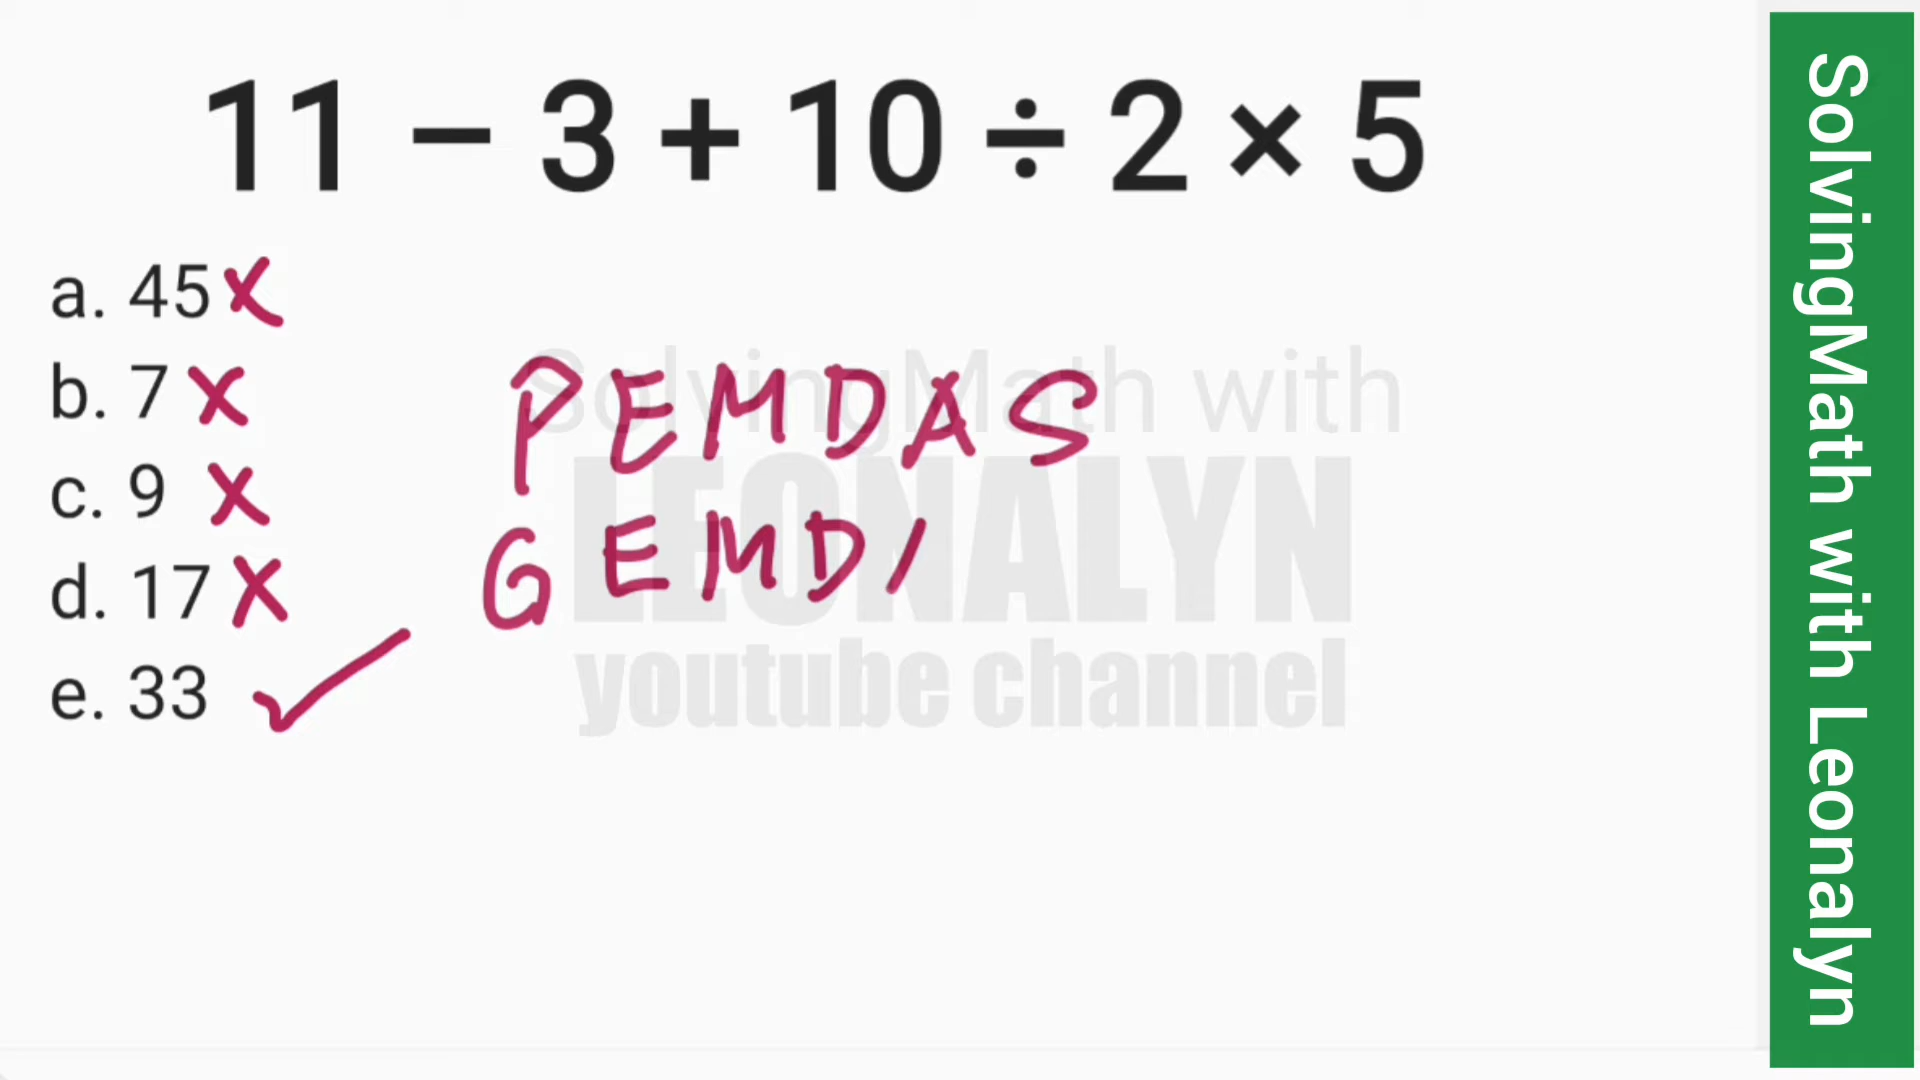 11 – 3 + 10 ÷ 2 × 5
a. 45 x
b. 7 x
c. 9 x
d. 17 x
e. 33 ✓
PEMDAS
GEMD/
SolvingMath with
LEONALYN
youtube channel
SolvingMath with Leonalyn